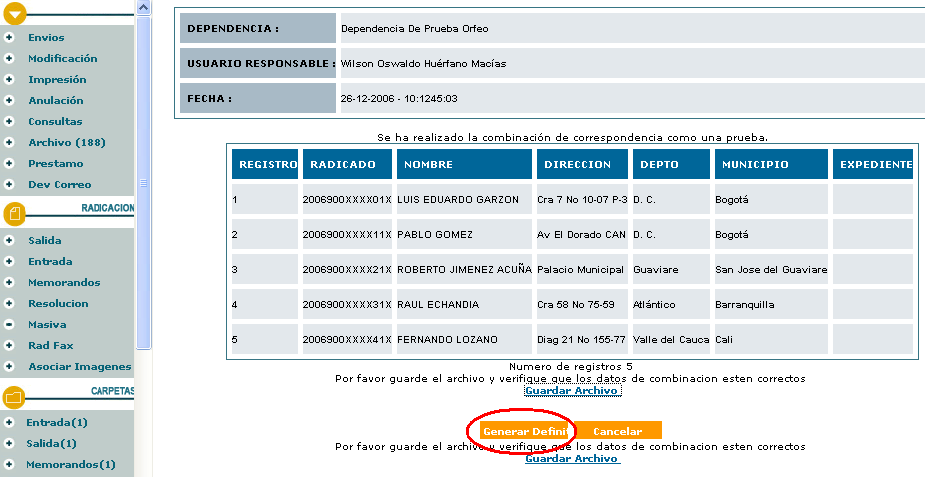 Envios
Modificación
Impresión
Anulación
Consultas
Archivo (188)
Prestamo
Dev Correo
RADICACION
Salida
Entrada
Memorandos
Resolucion
Masiva
Rad Fax
Asociar Imagenes
CARPETAS
Entrada(1)
Salida(1)
Memorandos(1)
DEPENDENCIA : Dependencia De Prueba Orfeo
USUARIO RESPONSABLE : Wilson Oswaldo Huérfano Macías
FECHA : 26-12-2006 - 10:1245:03
Se ha realizado la combinación de correspondencia como una prueba.
REGISTRO RADICADO NOMBRE DIRECCION DEPTO MUNICIPIO EXPEDIENTE
1 2006900XXXX01X LUIS EDUARDO GARZON Cra 7 No 10-07 P-3 D. C. Bogotá
2 2006900XXXX11X PABLO GOMEZ Av El Dorado CAN D. C. Bogotá
3 2006900XXXX21X ROBERTO JIMENEZ ACUÑA Palacio Municipal Guaviare San Jose del Guaviare
4 2006900XXXX31X RAUL ECHANDIA Cra 58 No 75-59 Atlántico Barranquilla
5 2006900XXXX41X FERNANDO LOZANO Diag 21 No 155-77 Valle del Cauca Cali
Numero de registros 5
Por favor guarde el archivo y verifique que los datos de combinacion esten correctos
Guardar Archivo
Generar Definit Cancelar
Por favor guarde el archivo y verifique que los datos de combinacion esten correctos
Guardar Archivo